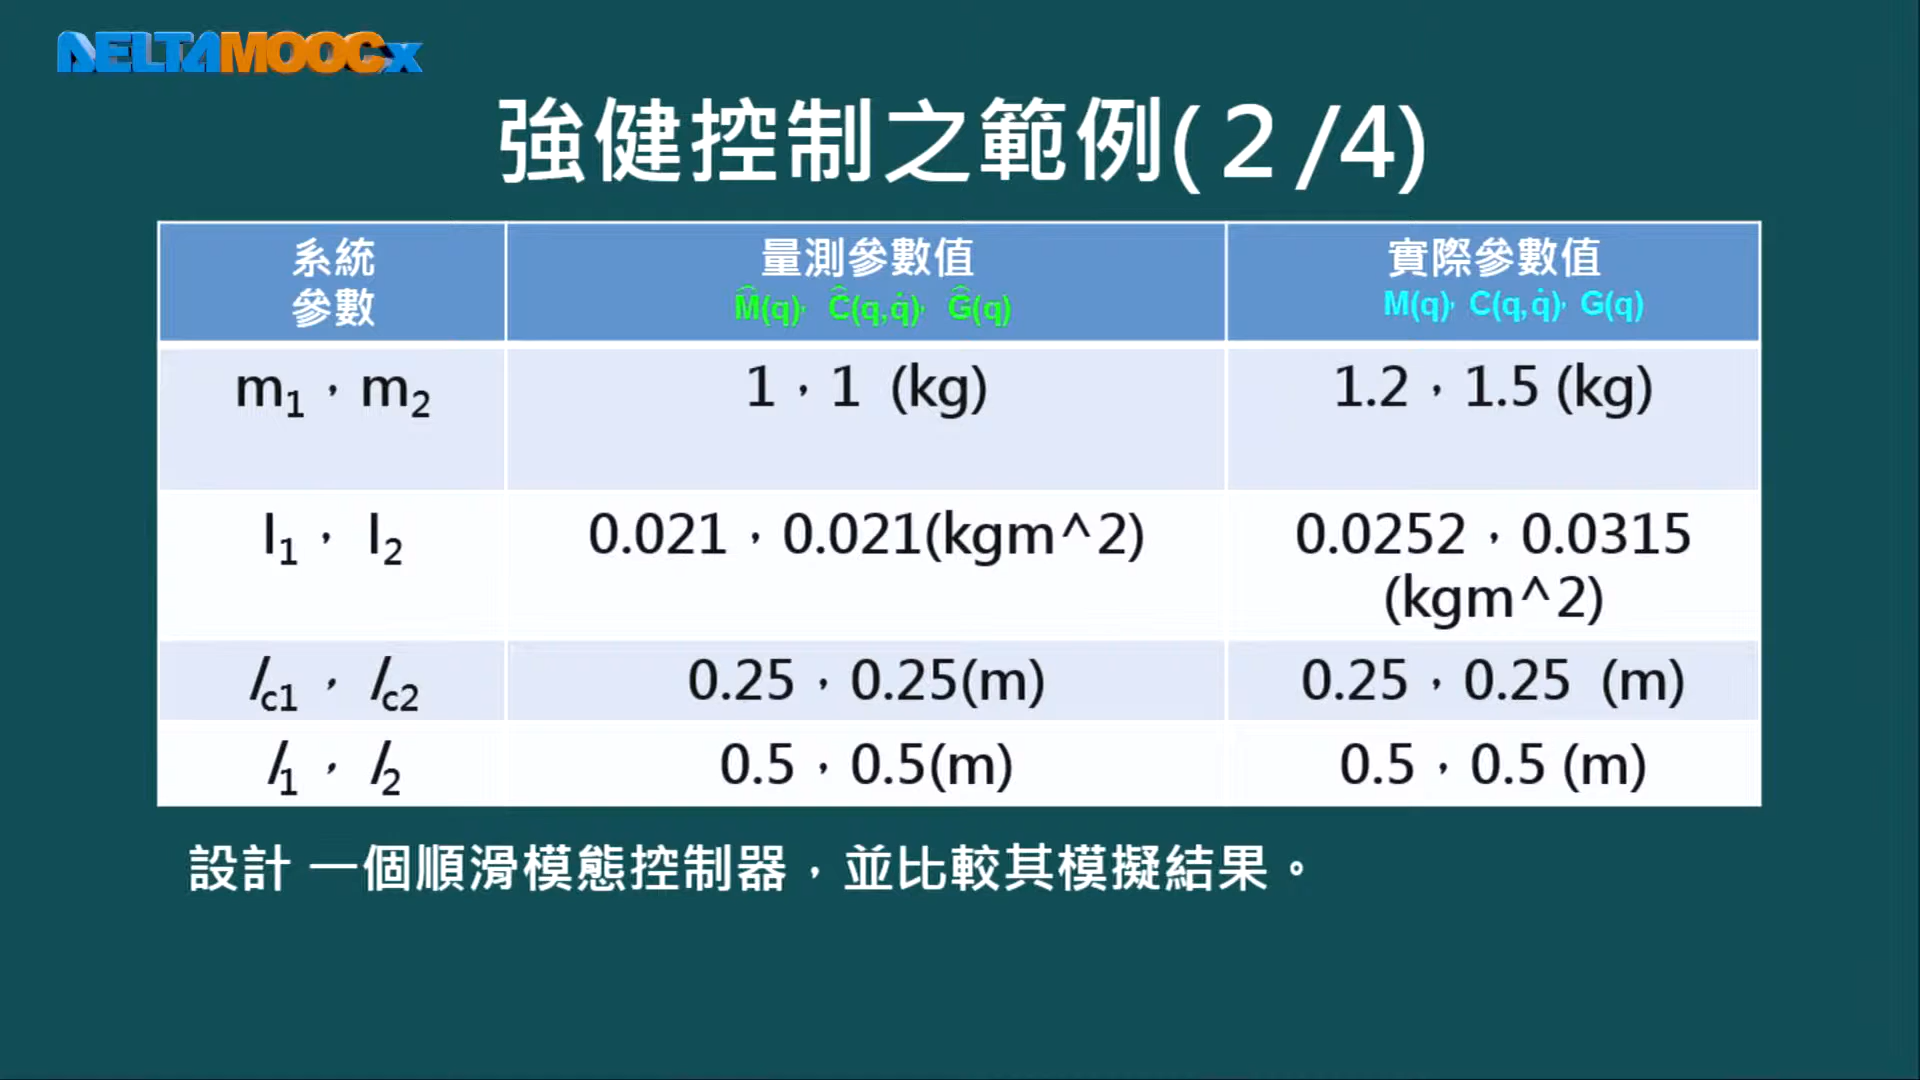 DELTAMOOCx
強健控制之範例(２/4)
系統
參數
量測參數值
M̂(q), Ĉ(q,q̇), Ĝ(q)
實際參數值
M(q), C(q,q̇), G(q)
m₁，m₂
1，1 (kg)
1.2，1.5 (kg)
I₁， I₂
0.021，0.021(kgm^2)
0.0252，0.0315
(kgm^2)
l_c1， l_c2
0.25，0.25(m)
0.25，0.25 (m)
l₁， l₂
0.5，0.5(m)
0.5，0.5 (m)
設計 一個順滑模態控制器，並比較其模擬結果。